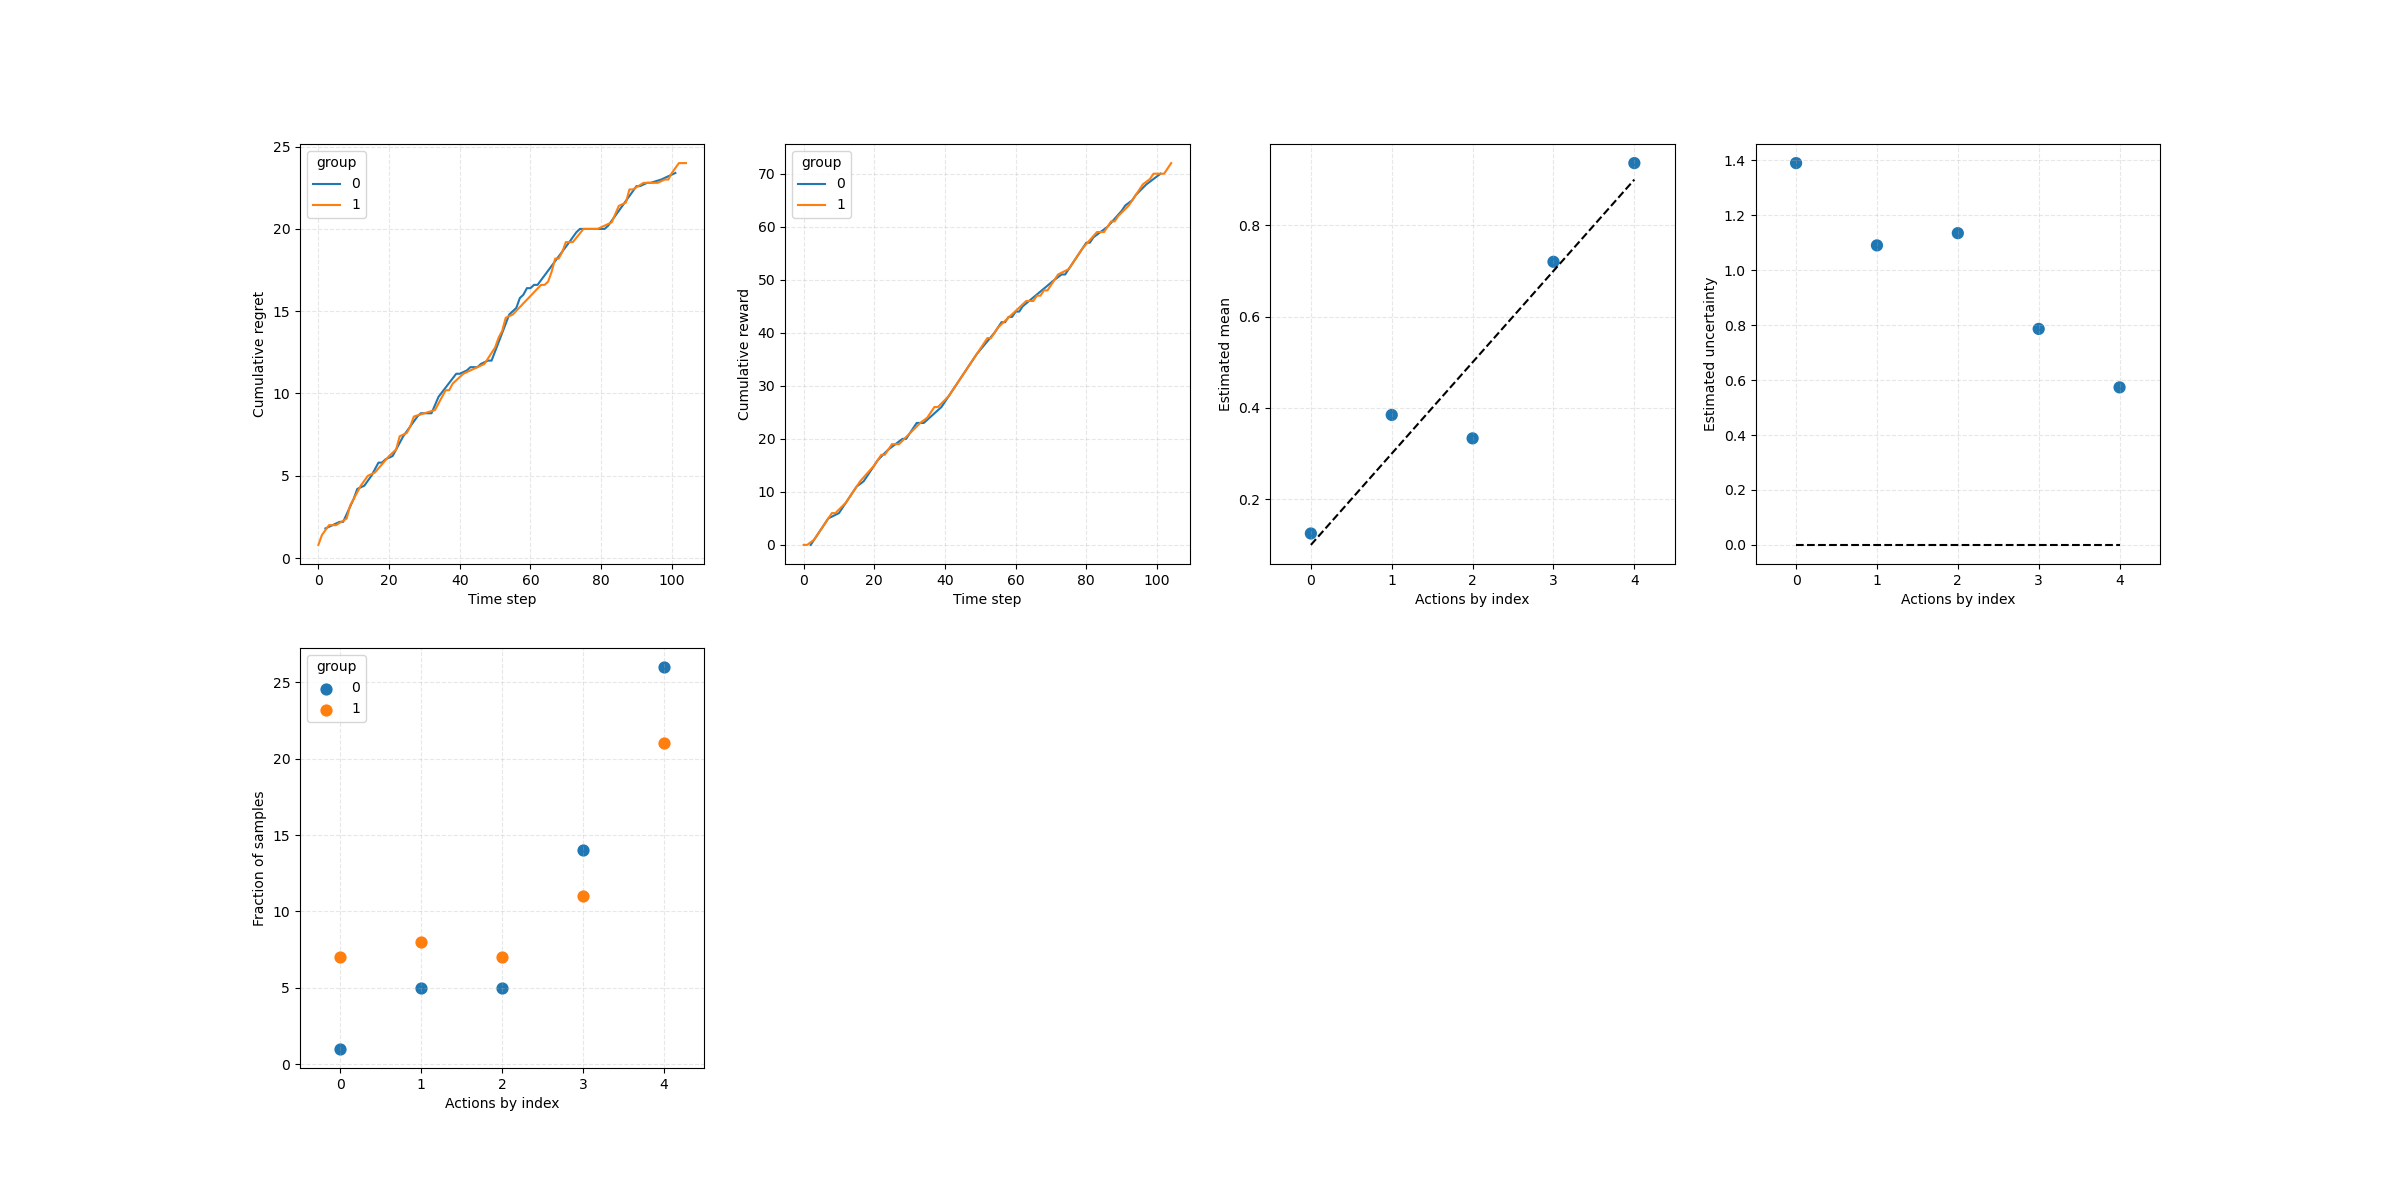 25
20
15
10
5
0
Cumulative regret
group
0
1
0 20 40 60 80 100
Time step
70
60
50
40
30
20
10
0
Cumulative reward
group
0
1
0 20 40 60 80 100
Time step
0.8
0.6
0.4
0.2
Estimated mean
0 1 2 3 4
Actions by index
1.4
1.2
1.0
0.8
0.6
0.4
0.2
0.0
Estimated uncertainty
0 1 2 3 4
Actions by index
25
20
15
10
5
0
Fraction of samples
group
0
1
0 1 2 3 4
Actions by index